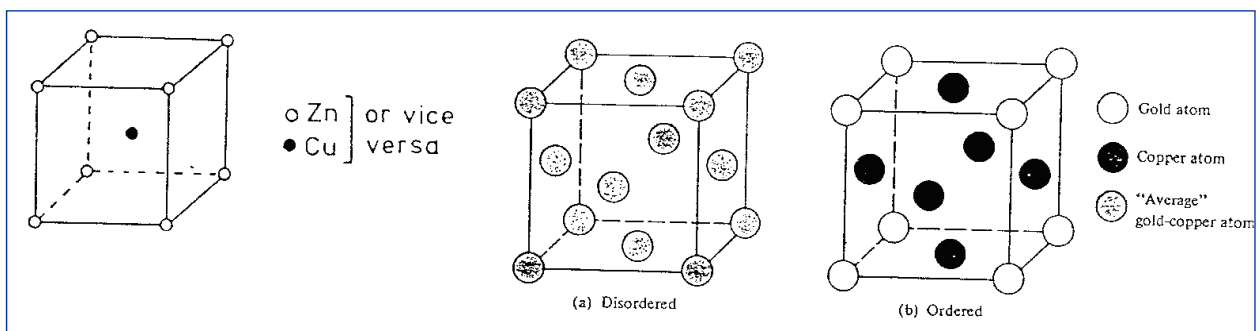 Zn ] or vice
Cu ] versa
(a) Disordered
(b) Ordered
Gold atom
Copper atom
"Average"
gold-copper atom